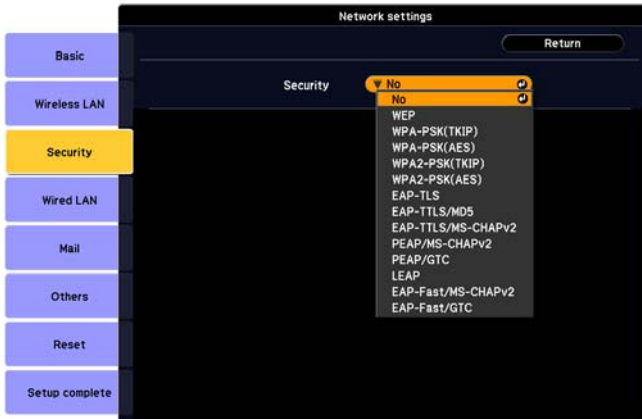 Network settings
Return
Basic
Wireless LAN
Security
Wired LAN
Mail
Others
Reset
Setup complete
Security
No
No
WEP
WPA-PSK(TKIP)
WPA-PSK(AES)
WPA2-PSK(TKIP)
WPA2-PSK(AES)
EAP-TLS
EAP-TTLS/MD5
EAP-TTLS/MS-CHAPv2
PEAP/MS-CHAPv2
PEAP/GTC
LEAP
EAP-Fast/MS-CHAPv2
EAP-Fast/GTC